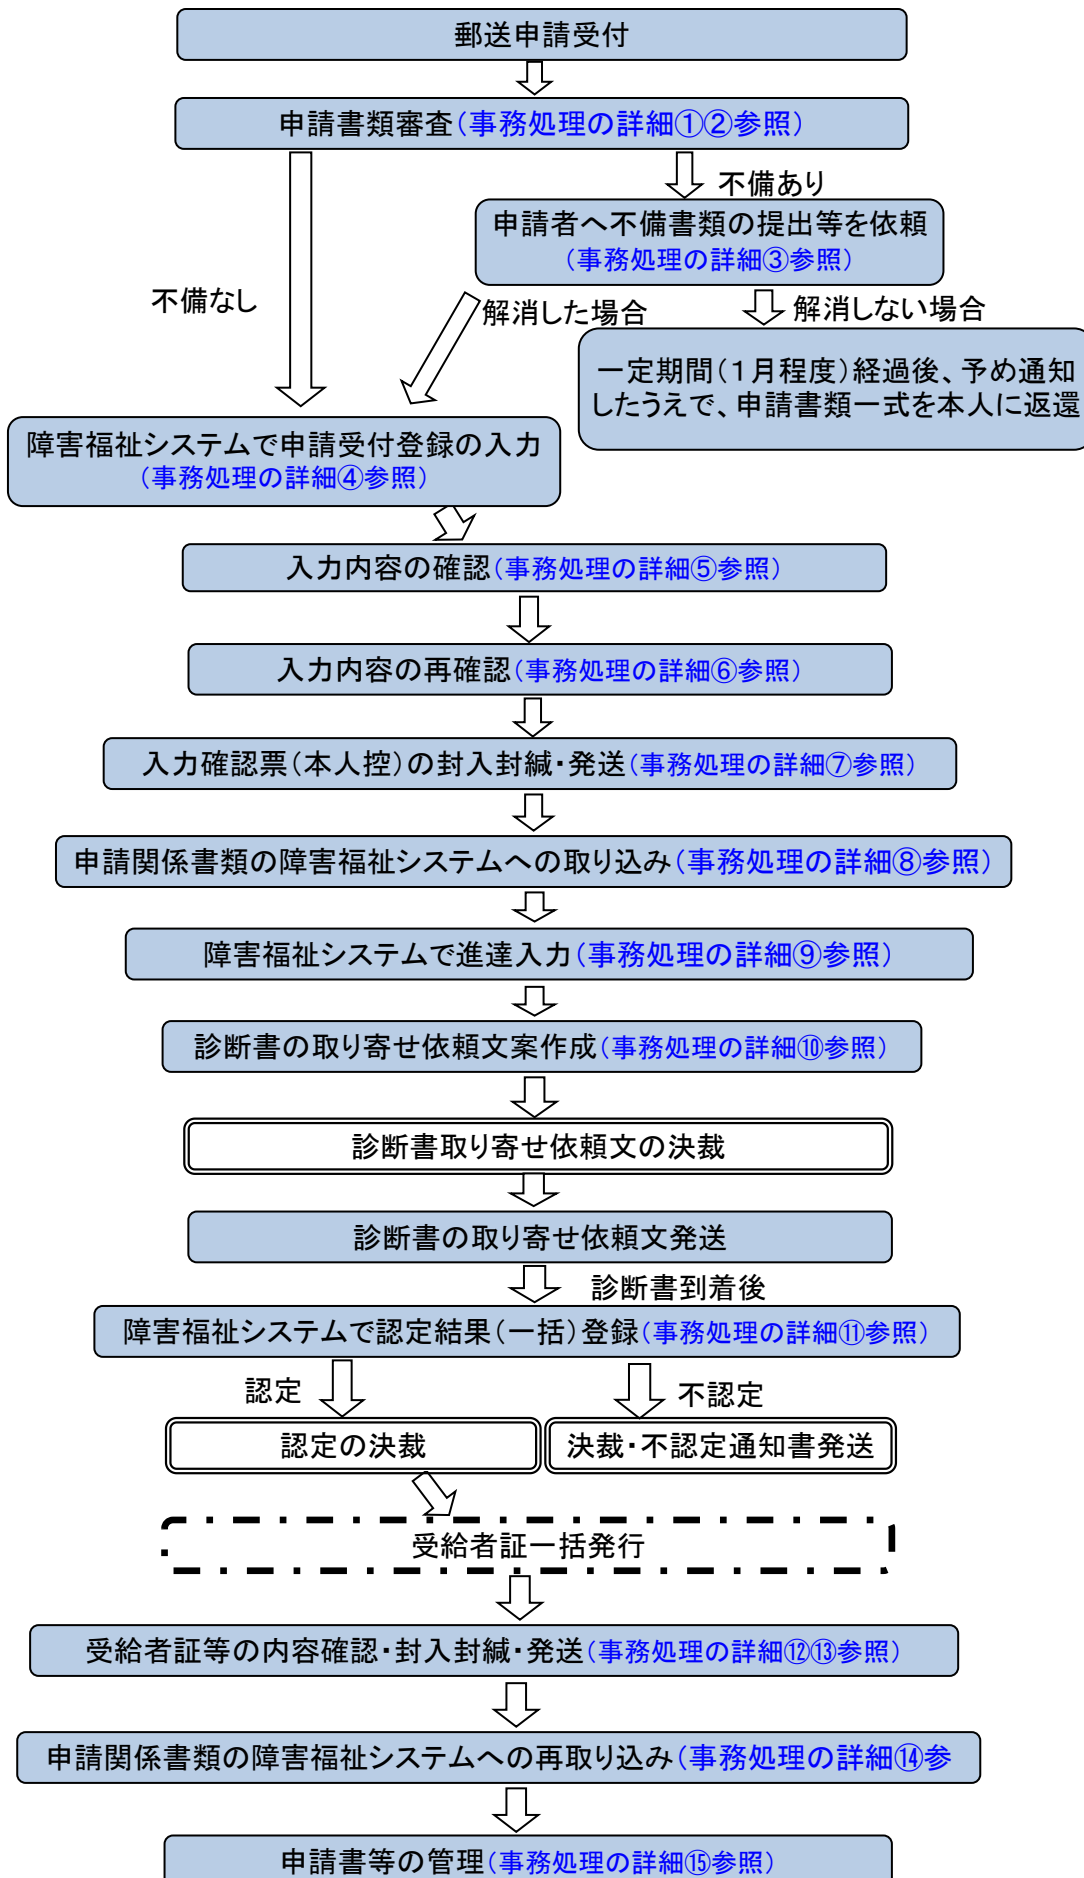 郵送申請受付
申請書類審査(事務処理の詳細①②参照)
不備あり
申請者へ不備書類の提出等を依頼
(事務処理の詳細③参照)
不備なし
解消した場合
解消しない場合
一定期間(１月程度)経過後、予め通知
したうえで、申請書類一式を本人に返還
障害福祉システムで申請受付登録の入力
(事務処理の詳細④参照)
入力内容の確認(事務処理の詳細⑤参照)
入力内容の再確認(事務処理の詳細⑥参照)
入力確認票(本人控)の封入封緘・発送(事務処理の詳細⑦参照)
申請関係書類の障害福祉システムへの取り込み(事務処理の詳細⑧参照)
障害福祉システムで進達入力(事務処理の詳細⑨参照)
診断書の取り寄せ依頼文案作成(事務処理の詳細⑩参照)
診断書取り寄せ依頼文の決裁
診断書の取り寄せ依頼文発送
診断書到着後
障害福祉システムで認定結果(一括)登録(事務処理の詳細⑪参照)
認定
不認定
認定の決裁
決裁・不認定通知書発送
受給者証一括発行
受給者証等の内容確認・封入封緘・発送(事務処理の詳細⑫⑬参照)
申請関係書類の障害福祉システムへの再取り込み(事務処理の詳細⑭参
申請書等の管理(事務処理の詳細⑮参照)